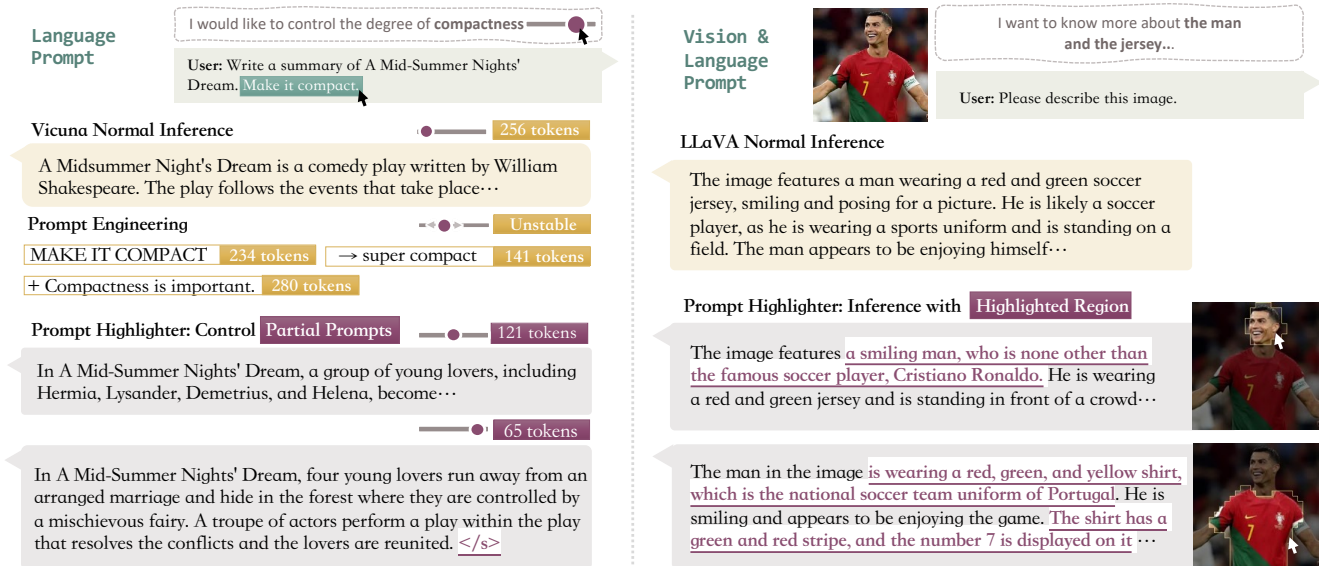 Language
Prompt
I would like to control the degree of compactness
User: Write a summary of A Mid-Summer Nights'
Dream. Make it compact.
Vicuna Normal Inference
256 tokens
A Midsummer Night's Dream is a comedy play written by William
Shakespeare. The play follows the events that take place⋯
Prompt Engineering
Unstable
MAKE IT COMPACT 234 tokens
→ super compact 141 tokens
+ Compactness is important. 280 tokens
Prompt Highlighter: Control Partial Prompts
121 tokens
In A Mid-Summer Nights' Dream, a group of young lovers, including
Hermia, Lysander, Demetrius, and Helena, become⋯
65 tokens
In A Mid-Summer Nights' Dream, four young lovers run away from an
arranged marriage and hide in the forest where they are controlled by
a mischievous fairy. A troupe of actors perform a play within the play
that resolves the conflicts and the lovers are reunited. </s>
Vision &
Language
Prompt
7
I want to know more about the man
and the jersey...
User: Please describe this image.
LLaVA Normal Inference
The image features a man wearing a red and green soccer
jersey, smiling and posing for a picture. He is likely a soccer
player, as he is wearing a sports uniform and is standing on a
field. The man appears to be enjoying himself⋯
Prompt Highlighter: Inference with Highlighted Region
The image features a smiling man, who is none other than
the famous soccer player, Cristiano Ronaldo. He is wearing
a red and green jersey and is standing in front of a crowd⋯
7
The man in the image is wearing a red, green, and yellow shirt,
which is the national soccer team uniform of Portugal. He is
smiling and appears to be enjoying the game. The shirt has a
green and red stripe, and the number 7 is displayed on it ⋯
7